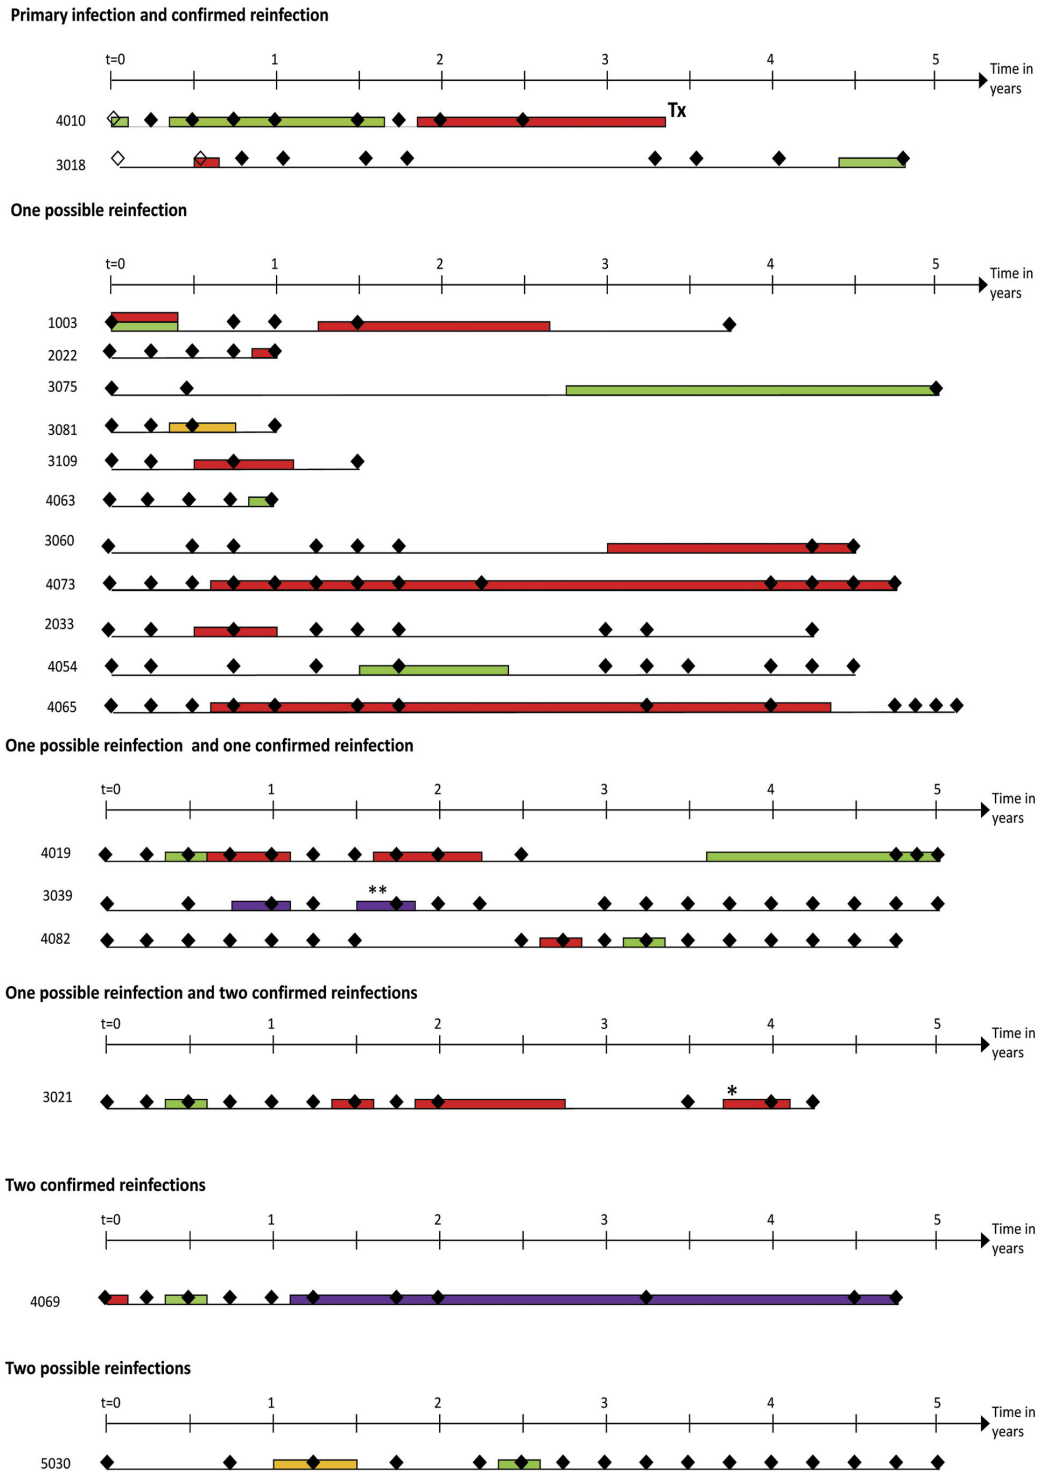 Primary infection and confirmed reinfection
t=0 1 2 3 4 5 Time in
years
4010 Tx
3018
One possible reinfection
t=0 1 2 3 4 5 Time in
years
1003
2022
3075
3081
3109
4063
3060
4073
2033
4054
4065
One possible reinfection and one confirmed reinfection
t=0 1 2 3 4 5 Time in
years
4019
3039 **
4082
One possible reinfection and two confirmed reinfections
t=0 1 2 3 4 5 Time in
years
3021 *
Two confirmed reinfections
t=0 1 2 3 4 5 Time in
years
4069
Two possible reinfections
t=0 1 2 3 4 5 Time in
years
5030